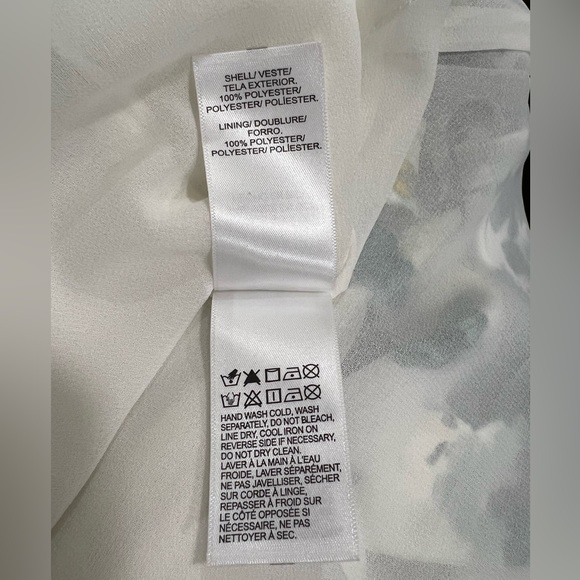 SHELL/ VESTE/
TELA EXTERIOR.
100% POLYESTER/
POLYESTER/ POLÍESTER.
LINING/ DOUBLURE/
FORRO.
100% POLYESTER/
POLYESTER/ POLÍESTER.
HAND WASH COLD, WASH
SEPARATELY, DO NOT BLEACH,
LINE DRY, COOL IRON ON
REVERSE SIDE IF NECESSARY,
DO NOT DRY CLEAN.
LAVER À LA MAIN À L'EAU
FROIDE, LAVER SÉPARÉMENT,
NE PAS JAVELLISER, SÉCHER
SUR CORDE À LINGE,
REPASSER À FROID SUR
LE CÔTÉ OPPOSÉE SI
NÉCESSAIRE, NE PAS
NETTOYER À SEC.